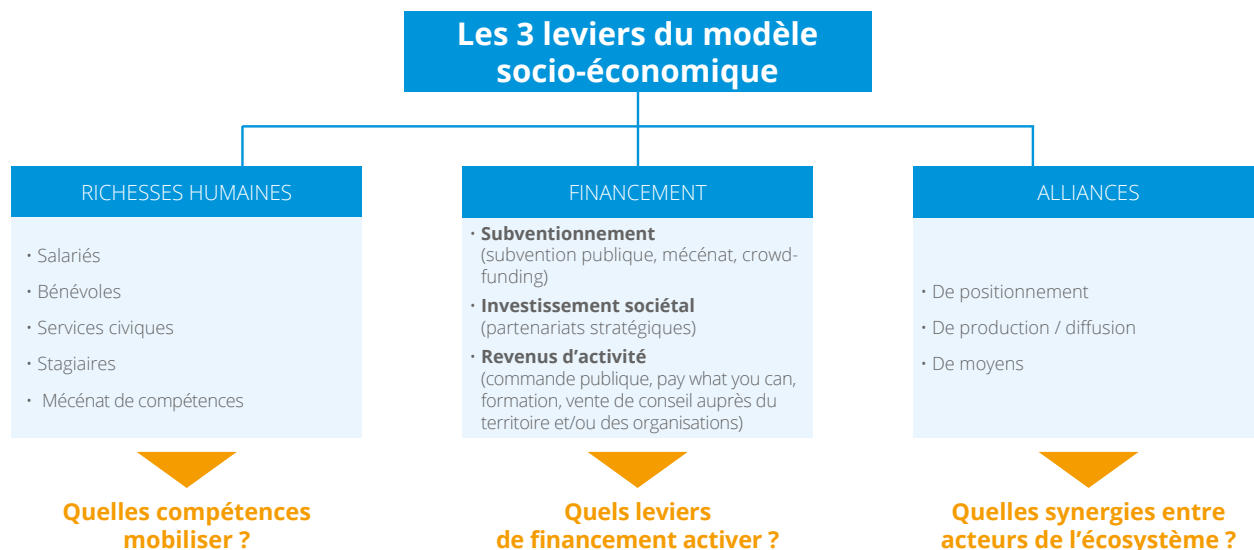 Les 3 leviers du modèle
socio-économique
RICHESSES HUMAINES
• Salariés
• Bénévoles
• Services civiques
• Stagiaires
• Mécénat de compétences
Quelles compétences
mobiliser ?
FINANCEMENT
• Subventionnement
(subvention publique, mécénat, crowd-
funding)
• Investissement sociétal
(partenariats stratégiques)
• Revenus d’activité
(commande publique, pay what you can,
formation, vente de conseil auprès du
territoire et/ou des organisations)
Quels leviers
de financement activer ?
ALLIANCES
• De positionnement
• De production / diffusion
• De moyens
Quelles synergies entre
acteurs de l’écosystème ?